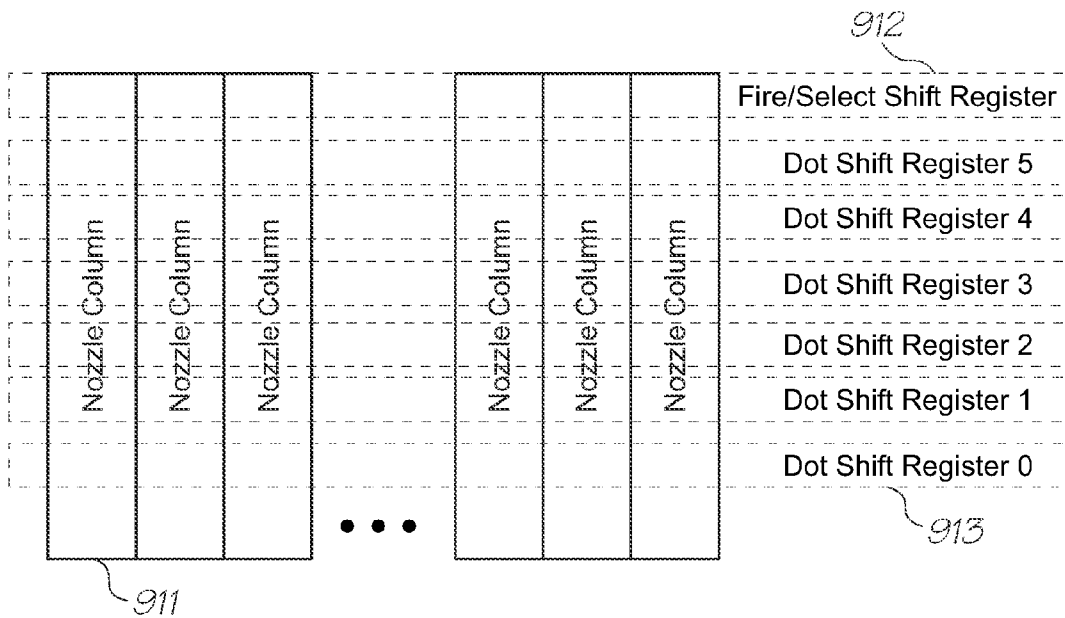 912
Fire/Select Shift Register
Dot Shift Register 5
Dot Shift Register 4
Dot Shift Register 3
Dot Shift Register 2
Dot Shift Register 1
Dot Shift Register 0
Nozzle Column
Nozzle Column
Nozzle Column
Nozzle Column
Nozzle Column
Nozzle Column
913
911